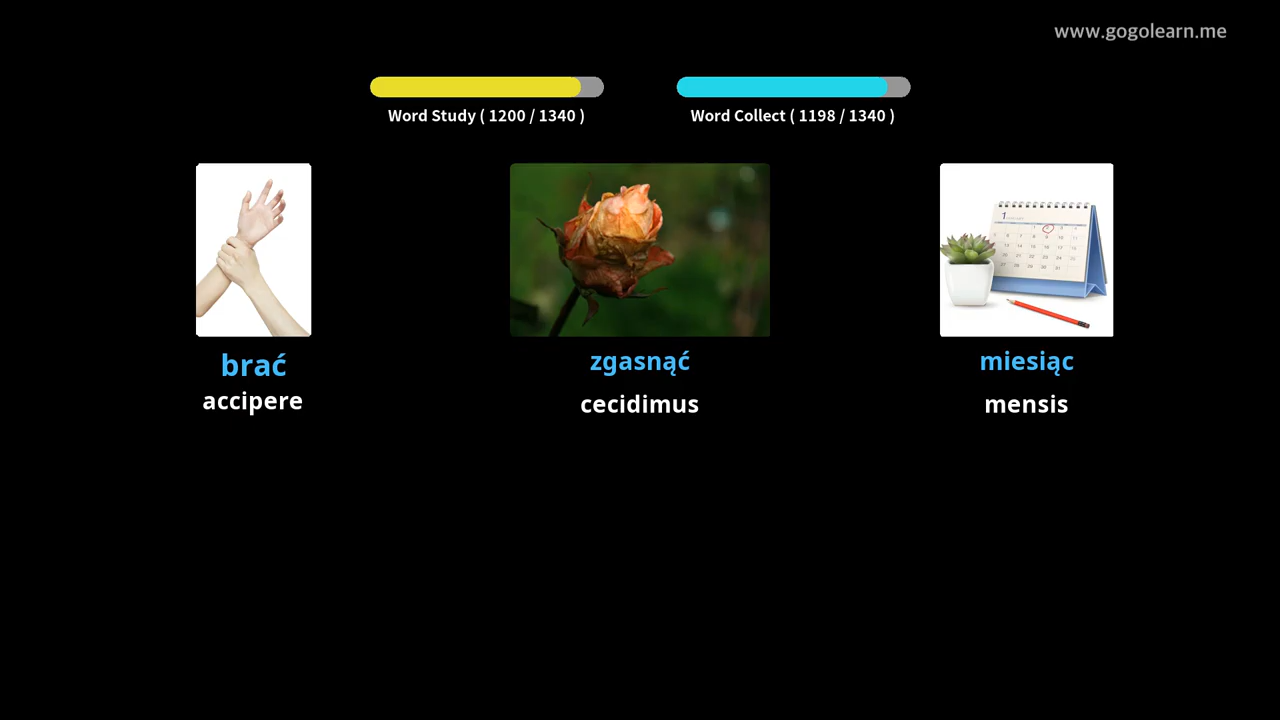 www.gogolearn.me
Word Study ( 1200 / 1340 )
Word Collect ( 1198 / 1340 )
brać
accipere
zgasnąć
cecidimus
miesiąc
mensis